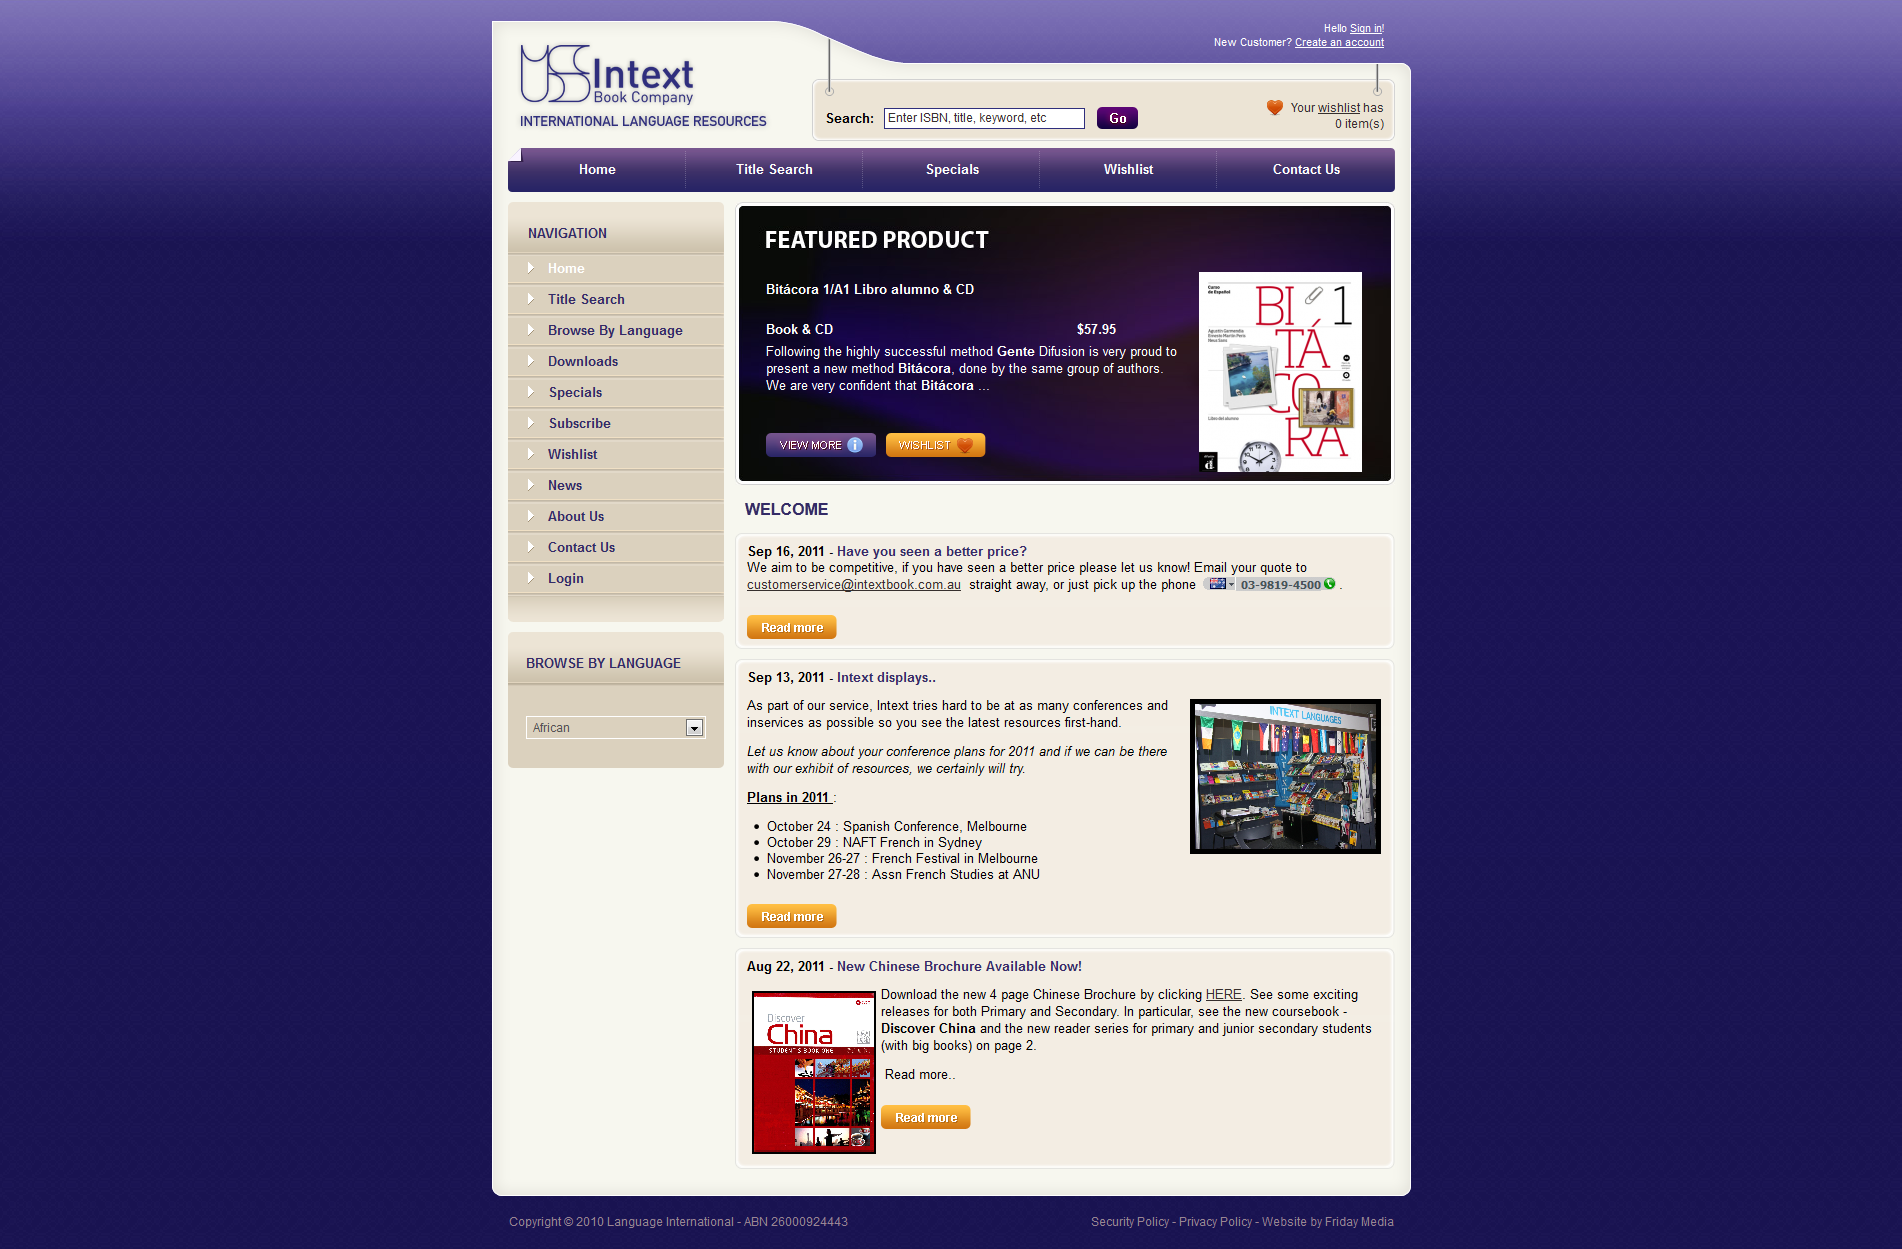 Hello Sign in!
New Customer? Create an account
Intext
Book Company
INTERNATIONAL LANGUAGE RESOURCES
Search: Enter ISBN, title, keyword, etc Go
Your wishlist has
0 item(s)
Home Title Search Specials Wishlist Contact Us
NAVIGATION
Home
Title Search
Browse By Language
Downloads
Specials
Subscribe
Wishlist
News
About Us
Contact Us
Login
BROWSE BY LANGUAGE
African
FEATURED PRODUCT
Bitácora 1/A1 Libro alumno & CD
Book & CD $57.95
Following the highly successful method Gente Difusion is very proud to
present a new method Bitácora, done by the same group of authors.
We are very confident that Bitácora ...
VIEW MORE WISHLIST
Curso
de Español
BI 1
TÁ
CO
RA
Agustín Garmendia
Ernesto Martín Peris
Neus Sans
Libro del alumno
WELCOME
Sep 16, 2011 - Have you seen a better price?
We aim to be competitive, if you have seen a better price please let us know! Email your quote to
customerservice@intextbook.com.au straight away, or just pick up the phone 03-9819-4500 .
Read more
Sep 13, 2011 - Intext displays..
As part of our service, Intext tries hard to be at as many conferences and
inservices as possible so you see the latest resources first-hand.
Let us know about your conference plans for 2011 and if we can be there
with our exhibit of resources, we certainly will try.
Plans in 2011 :
• October 24 : Spanish Conference, Melbourne
• October 29 : NAFT French in Sydney
• November 26-27 : French Festival in Melbourne
• November 27-28 : Assn French Studies at ANU
INTEXT LANGUAGES
INTEXT
Read more
Aug 22, 2011 - New Chinese Brochure Available Now!
Discover
China
STUDENT'S BOOK ONE
Download the new 4 page Chinese Brochure by clicking HERE. See some exciting
releases for both Primary and Secondary. In particular, see the new coursebook -
Discover China and the new reader series for primary and junior secondary students
(with big books) on page 2.
Read more..
Read more
Copyright © 2010 Language International - ABN 26000924443
Security Policy - Privacy Policy - Website by Friday Media